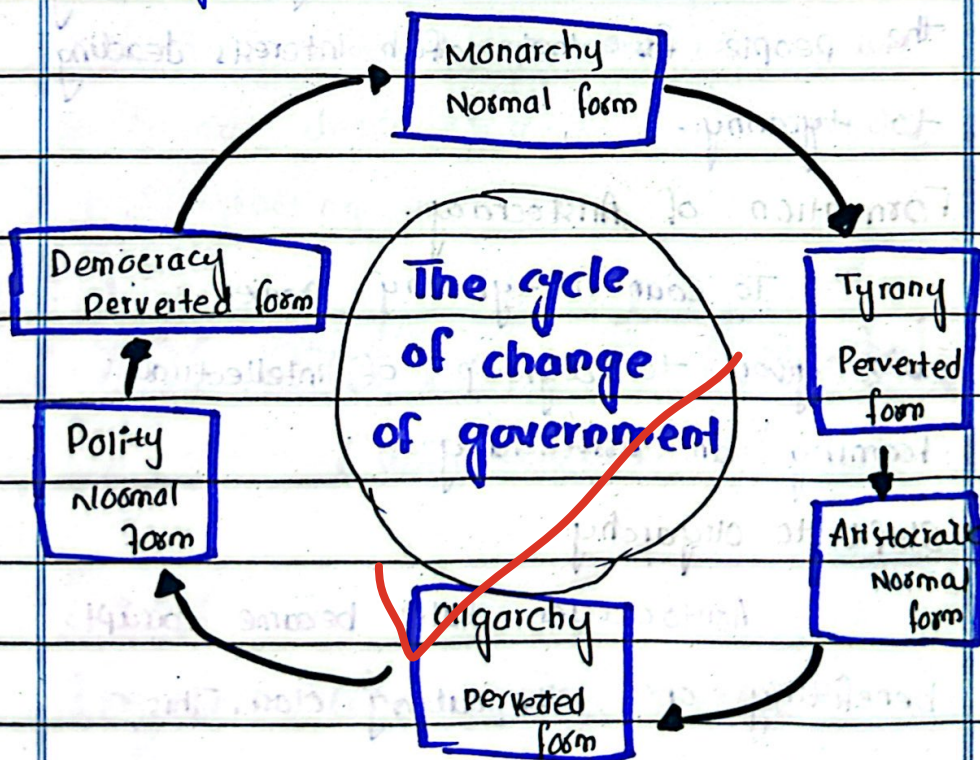 Monarchy
Normal form
Tyrany
Perverted
form
Aristocratic
Normal
form
Oligarchy
Perverted
form
Polity
Normal
Form
Democracy
Perverted form
The cycle
of change
of government